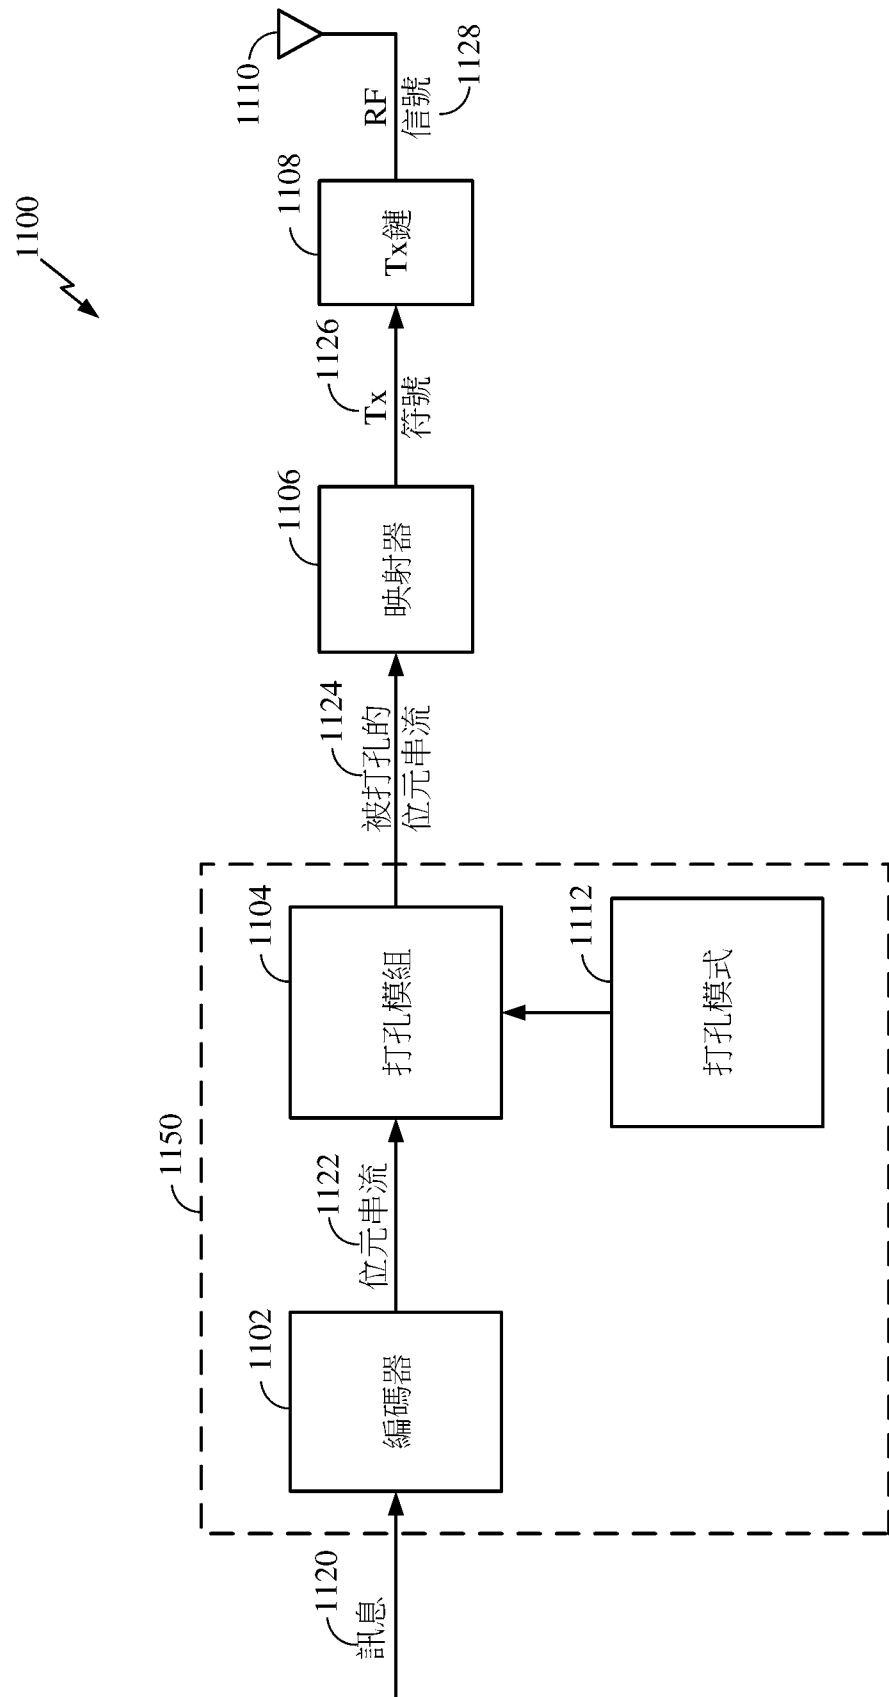 1100
1150
1120
訊息
1102
編碼器
1122
位元串流
1104
打孔模組
1112
打孔模式
1124
被打孔的
位元串流
1106
映射器
1126
Tx
符號
1108
Tx鏈
1110
RF
信號
1128